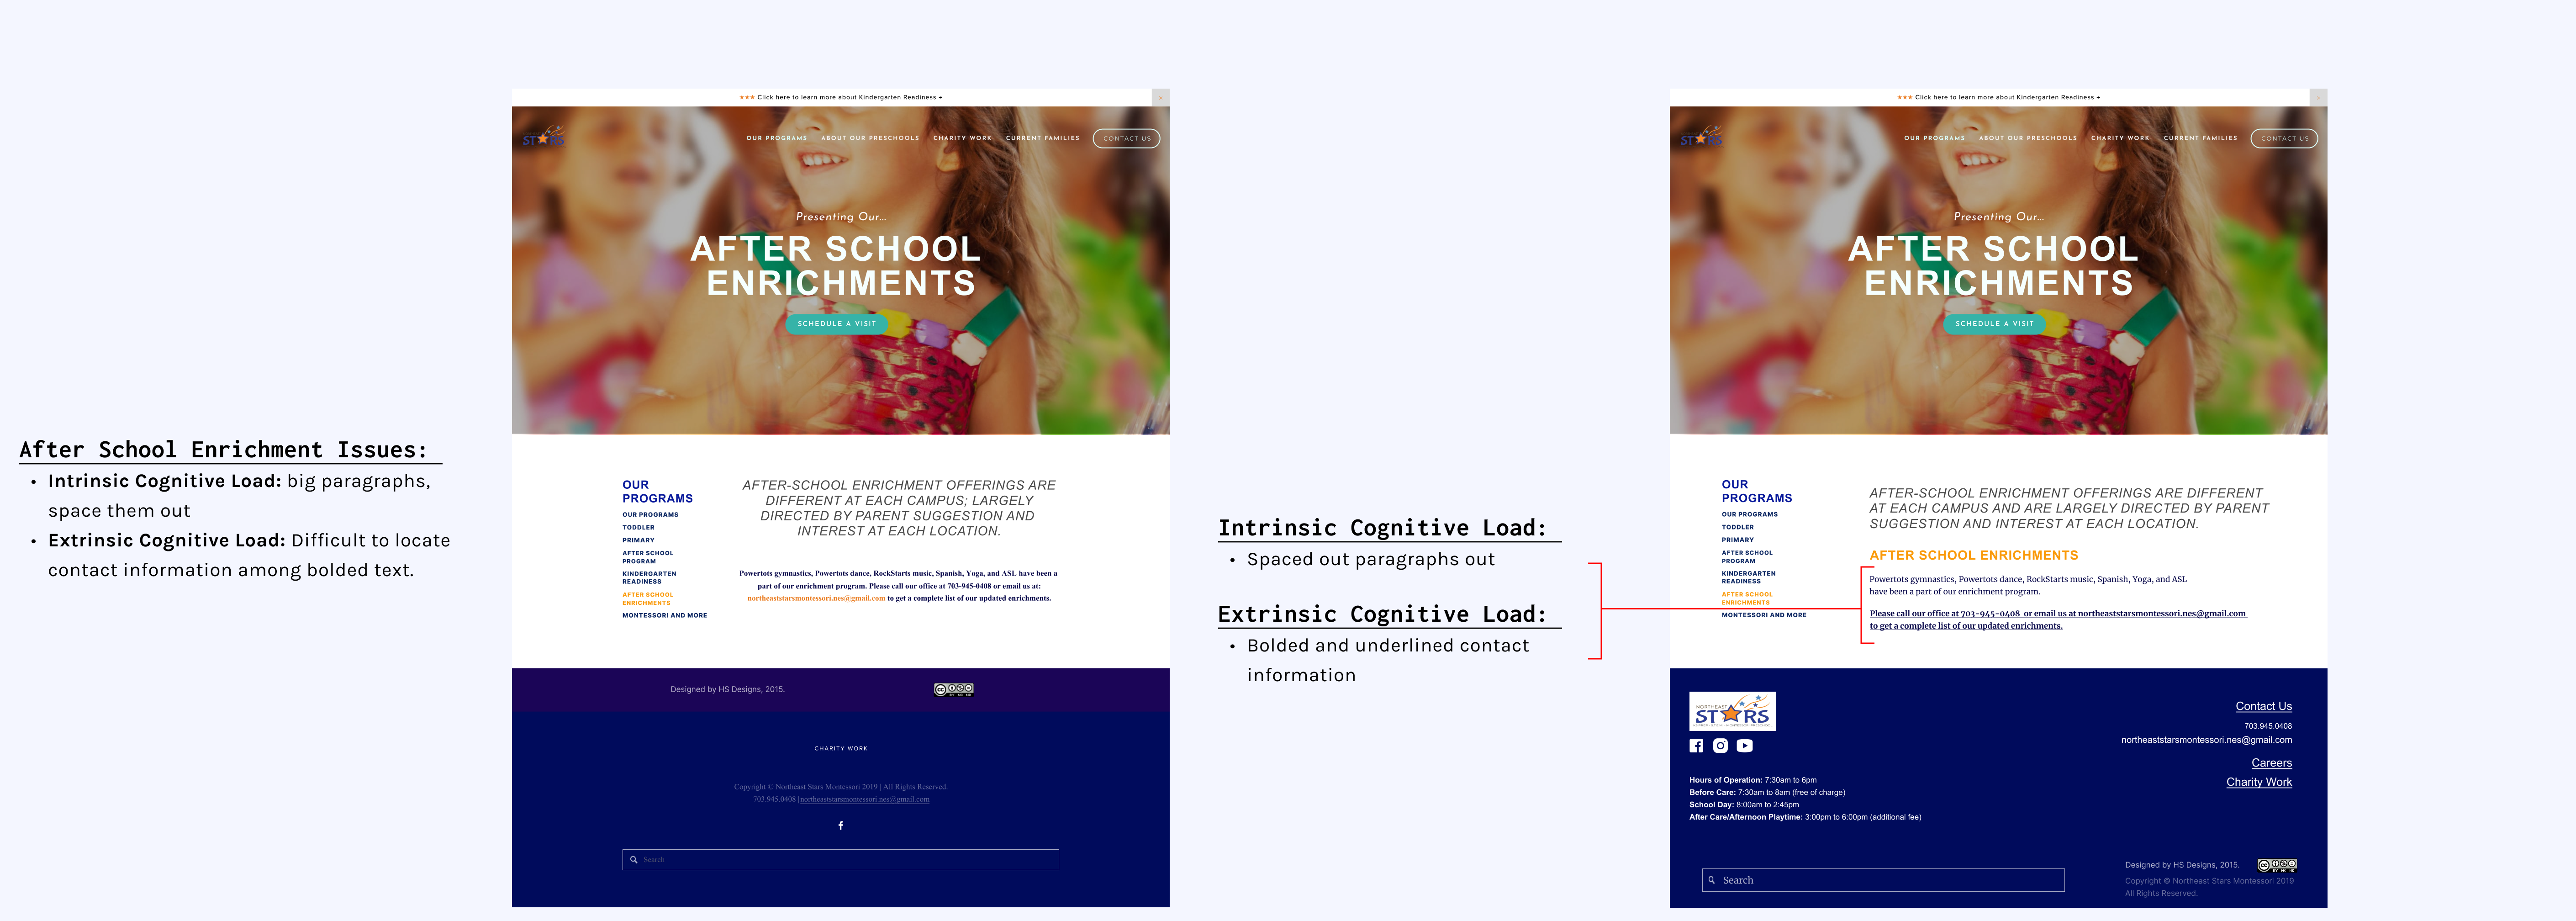 After School Enrichment Issues:
• Intrinsic Cognitive Load: big paragraphs,
space them out
• Extrinsic Cognitive Load: Difficult to locate
contact information among bolded text.
★★★ Click here to learn more about Kindergarten Readiness →
×
STARS
OUR PROGRAMS
ABOUT OUR PRESCHOOLS
CHARITY WORK
CURRENT FAMILIES
CONTACT US
Presenting Our...
AFTER SCHOOL
ENRICHMENTS
SCHEDULE A VISIT
OUR
PROGRAMS
OUR PROGRAMS
TODDLER
PRIMARY
AFTER SCHOOL
PROGRAM
KINDERGARTEN
READINESS
AFTER SCHOOL
ENRICHMENTS
MONTESSORI AND MORE
AFTER-SCHOOL ENRICHMENT OFFERINGS ARE
DIFFERENT AT EACH CAMPUS; LARGELY
DIRECTED BY PARENT SUGGESTION AND
INTEREST AT EACH LOCATION.
Powertots gymnastics, Powertots dance, RockStarts music, Spanish, Yoga, and ASL have been a
part of our enrichment program. Please call our office at 703-945-0408 or email us at:
northeaststarsmontessori.nes@gmail.com to get a complete list of our updated enrichments.
Designed by HS Designs, 2015.
cc
BY NC ND
CHARITY WORK
Copyright © Northeast Stars Montessori 2019 | All Rights Reserved.
703.945.0408 |northeaststarsmontessori.nes@gmail.com
Search
Intrinsic Cognitive Load:
• Spaced out paragraphs out
Extrinsic Cognitive Load:
• Bolded and underlined contact
information
★★★ Click here to learn more about Kindergarten Readiness →
×
STARS
OUR PROGRAMS
ABOUT OUR PRESCHOOLS
CHARITY WORK
CURRENT FAMILIES
CONTACT US
Presenting Our...
AFTER SCHOOL
ENRICHMENTS
SCHEDULE A VISIT
OUR
PROGRAMS
OUR PROGRAMS
TODDLER
PRIMARY
AFTER SCHOOL
PROGRAM
KINDERGARTEN
READINESS
AFTER SCHOOL
ENRICHMENTS
MONTESSORI AND MORE
AFTER-SCHOOL ENRICHMENT OFFERINGS ARE DIFFERENT
AT EACH CAMPUS AND ARE LARGELY DIRECTED BY PARENT
SUGGESTION AND INTEREST AT EACH LOCATION.
AFTER SCHOOL ENRICHMENTS
Powertots gymnastics, Powertots dance, RockStarts music, Spanish, Yoga, and ASL
have been a part of our enrichment program.
Please call our office at 703-945-0408 or email us at northeaststarsmontessori.nes@gmail.com
to get a complete list of our updated enrichments.
NORTHEAST
STARS
Hours of Operation: 7:30am to 6pm
Before Care: 7:30am to 8am (free of charge)
School Day: 8:00am to 2:45pm
After Care/Afternoon Playtime: 3:00pm to 6:00pm (additional fee)
Contact Us
703.945.0408
northeaststarsmontessori.nes@gmail.com
Careers
Charity Work
Search
Designed by HS Designs, 2015.
cc
BY NC ND
Copyright © Northeast Stars Montessori 2019
All Rights Reserved.